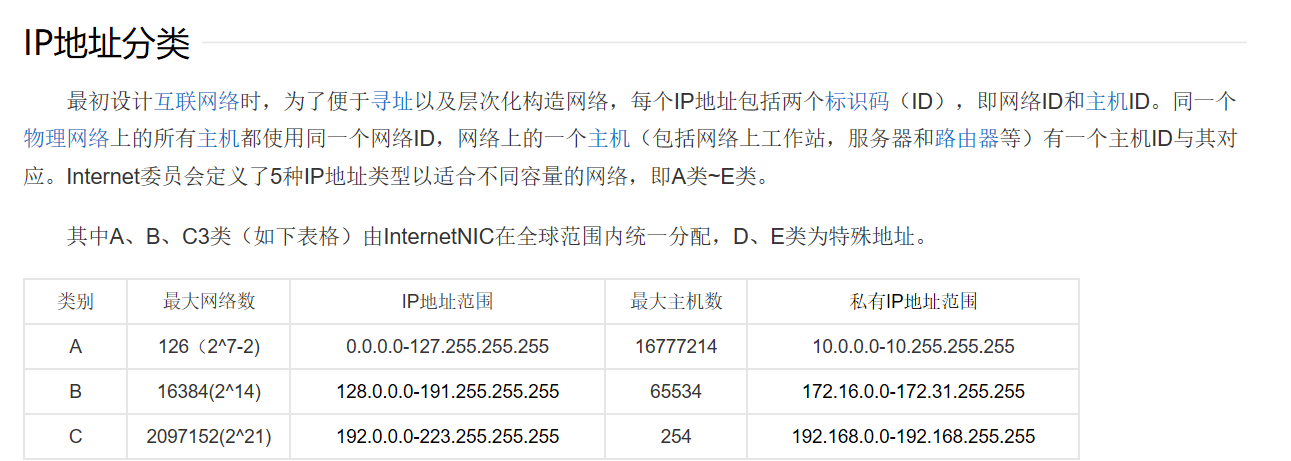 IP地址分类
最初设计互联网络时，为了便于寻址以及层次化构造网络，每个IP地址包括两个标识码（ID），即网络ID和主机ID。同一个
物理网络上的所有主机都使用同一个网络ID，网络上的一个主机（包括网络上工作站，服务器和路由器等）有一个主机ID与其对
应。Internet委员会定义了5种IP地址类型以适合不同容量的网络，即A类~E类。
其中A、B、C3类（如下表格）由InternetNIC在全球范围内统一分配，D、E类为特殊地址。
类别 最大网络数 IP地址范围 最大主机数 私有IP地址范围
A 126（2^7-2) 0.0.0.0-127.255.255.255 16777214 10.0.0.0-10.255.255.255
B 16384(2^14) 128.0.0.0-191.255.255.255 65534 172.16.0.0-172.31.255.255
C 2097152(2^21) 192.0.0.0-223.255.255.255 254 192.168.0.0-192.168.255.255